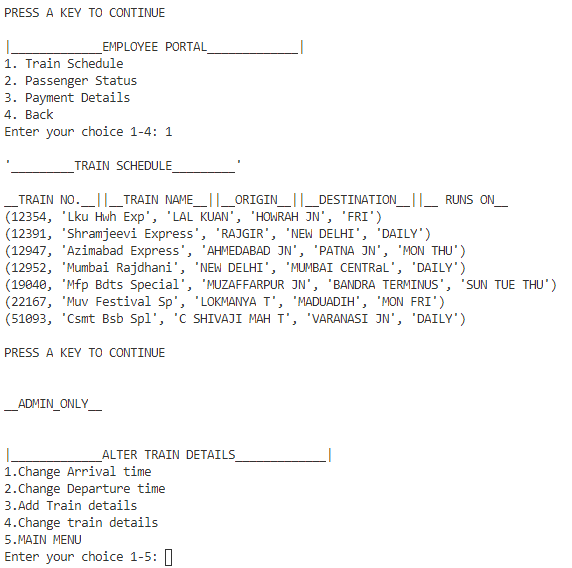 PRESS A KEY TO CONTINUE
|____________EMPLOYEE PORTAL____________|
1. Train Schedule
2. Passenger Status
3. Payment Details
4. Back
Enter your choice 1-4: 1
'_________TRAIN SCHEDULE_________'
__TRAIN NO.__||__TRAIN NAME__||__ORIGIN__||__DESTINATION__||__ RUNS ON__
(12354, 'Lku Hwh Exp', 'LAL KUAN', 'HOWRAH JN', 'FRI')
(12391, 'Shramjeevi Express', 'RAJGIR', 'NEW DELHI', 'DAILY')
(12947, 'Azimabad Express', 'AHMEDABAD JN', 'PATNA JN', 'MON THU')
(12952, 'Mumbai Rajdhani', 'NEW DELHI', 'MUMBAI CENTRaL', 'DAILY')
(19040, 'Mfp Bdts Special', 'MUZAFFARPUR JN', 'BANDRA TERMINUS', 'SUN TUE THU')
(22167, 'Muv Festival Sp', 'LOKMANYA T', 'MADUADIH', 'MON FRI')
(51093, 'Csmt Bsb Spl', 'C SHIVAJI MAH T', 'VARANASI JN', 'DAILY')
PRESS A KEY TO CONTINUE
__ADMIN_ONLY__
|____________ALTER TRAIN DETAILS____________|
1.Change Arrival time
2.Change Departure time
3.Add Train details
4.Change train details
5.MAIN MENU
Enter your choice 1-5: